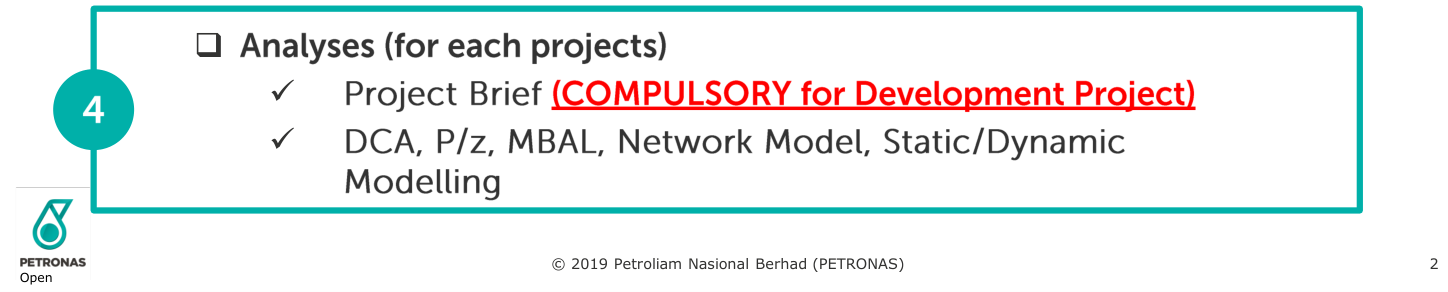 ❑ Analyses (for each projects)
4
✓ Project Brief (COMPULSORY for Development Project)
✓ DCA, P/z, MBAL, Network Model, Static/Dynamic
Modelling
PETRONAS
Open
© 2019 Petroliam Nasional Berhad (PETRONAS)
2